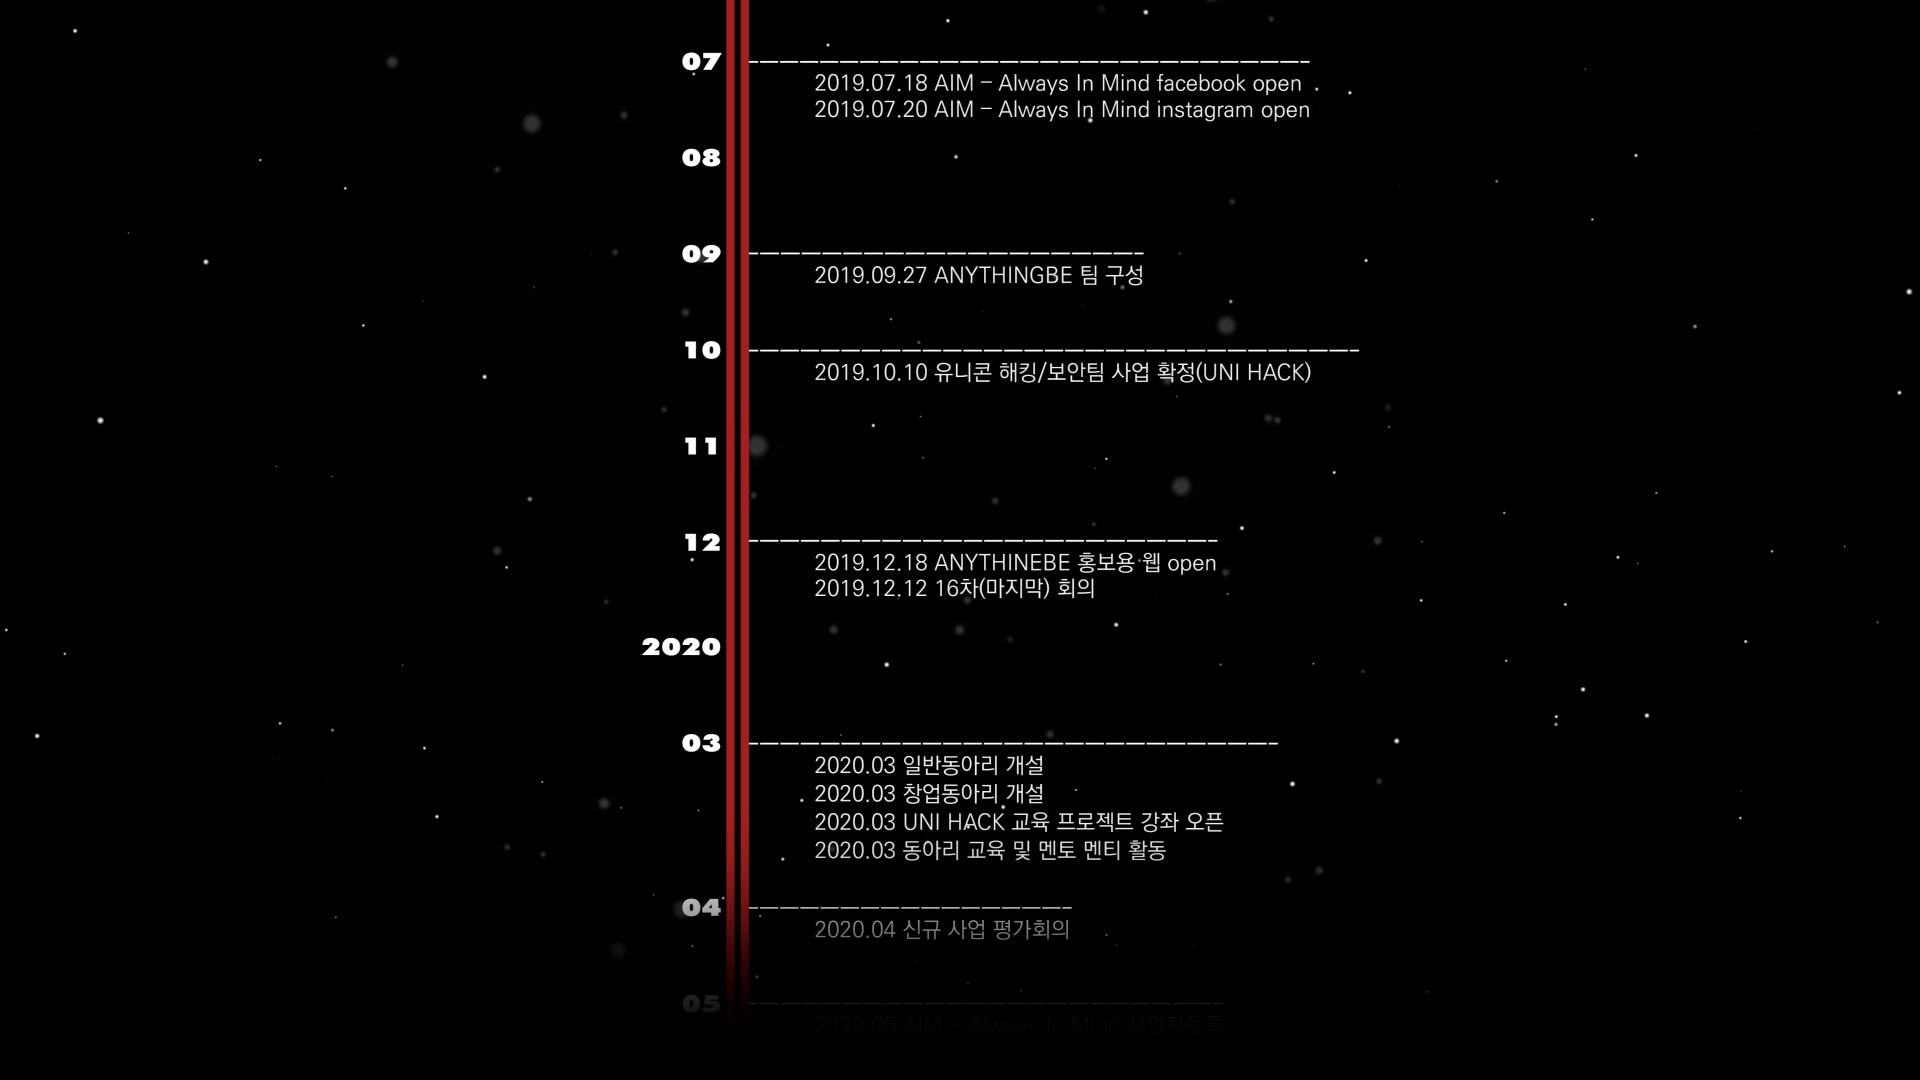 07
2019.07.18 AIM – Always In Mind facebook open
2019.07.20 AIM – Always In Mind instagram open
08
09
2019.09.27 ANYTHINGBE 팀 구성
10
2019.10.10 유니콘 해킹/보안팀 사업 확정(UNI HACK)
11
12
2019.12.18 ANYTHINEBE 홍보용 웹 open
2019.12.12 16차(마지막) 회의
2020
03
2020.03 일반동아리 개설
2020.03 창업동아리 개설
2020.03 UNI HACK 교육 프로젝트 강좌 오픈
2020.03 동아리 교육 및 멘토 멘티 활동
04
2020.04 신규 사업 평가회의
05
2020.05 AIM – Always In Mind 사업자등록